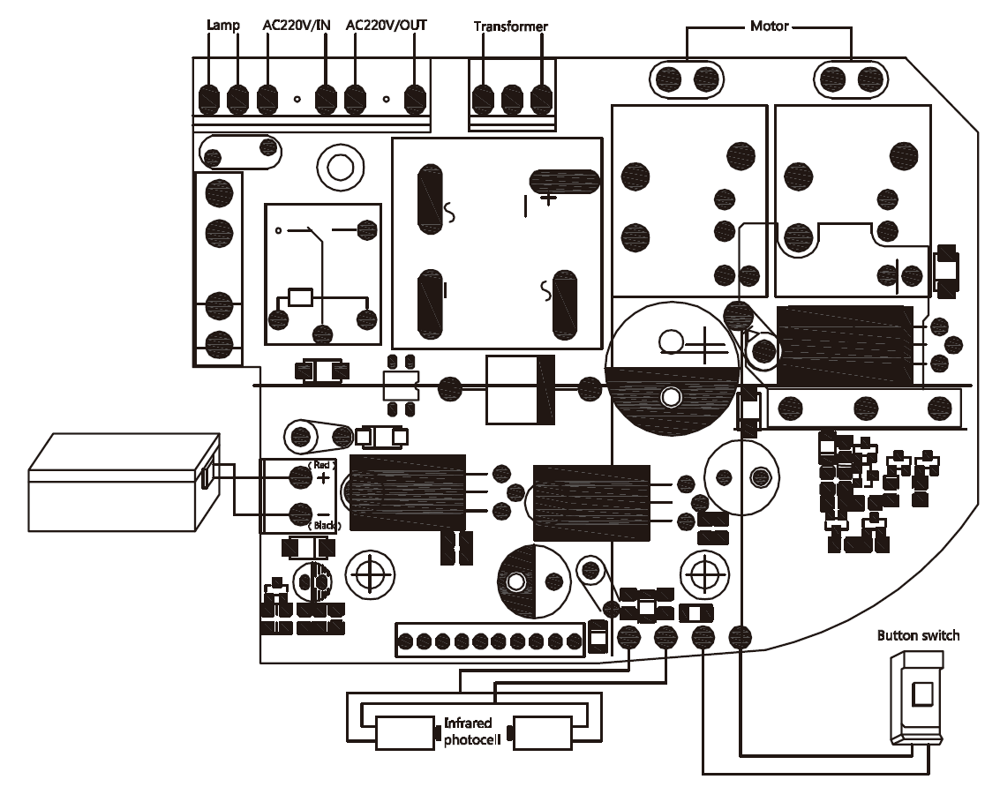 Lamp AC220V/IN AC220V/OUT Transformer Motor
S
+
S
( Red )
+
−
( Black )
Button switch
Infrared
photocell